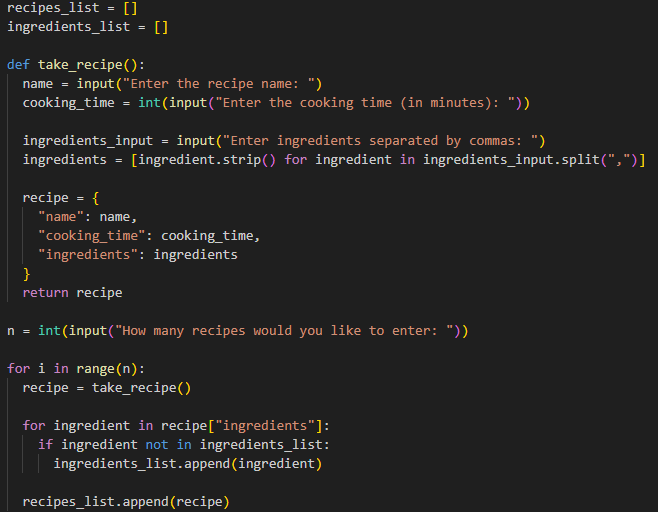 recipes_list = []
ingredients_list = []

def take_recipe():
  name = input("Enter the recipe name: ")
  cooking_time = int(input("Enter the cooking time (in minutes): "))

  ingredients_input = input("Enter ingredients separated by commas: ")
  ingredients = [ingredient.strip() for ingredient in ingredients_input.split(",")]

  recipe = {
    "name": name,
    "cooking_time": cooking_time,
    "ingredients": ingredients
  }
  return recipe

n = int(input("How many recipes would you like to enter: "))

for i in range(n):
  recipe = take_recipe()

  for ingredient in recipe["ingredients"]:
    if ingredient not in ingredients_list:
      ingredients_list.append(ingredient)

  recipes_list.append(recipe)